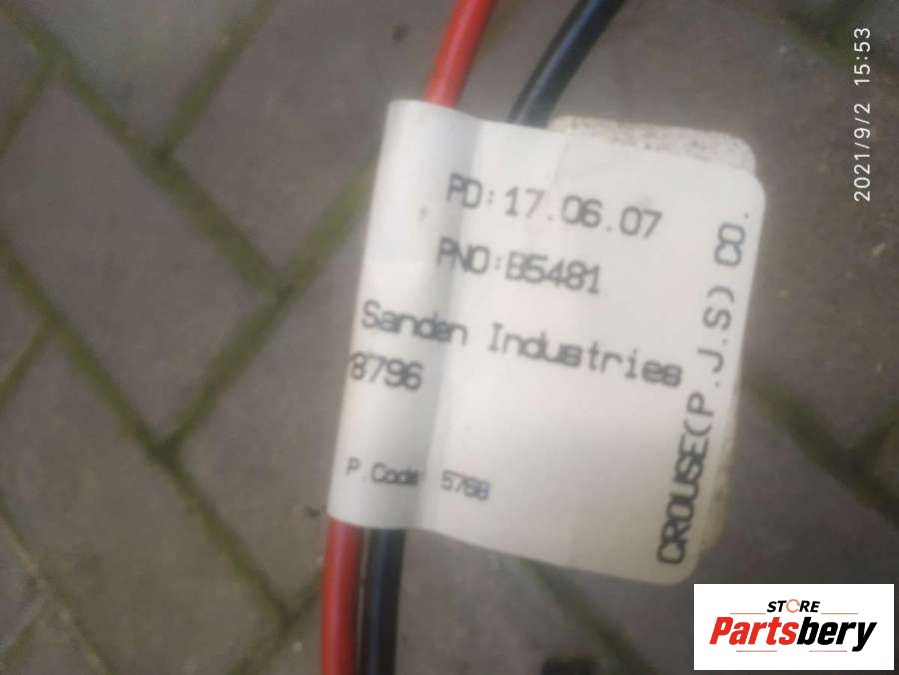 PD: 17.06.07
PNO: B5481
Sanden Industries
8796
P.Code: 5768
CROUSE(P.J.S) CO.
2021/9/2 15:53
STORE
Partsbery